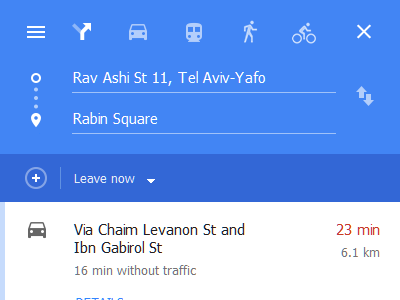 Rav Ashi St 11, Tel Aviv-Yafo
Rabin Square
Leave now
Via Chaim Levanon St and
Ibn Gabirol St
23 min
6.1 km
16 min without traffic
DETAILS